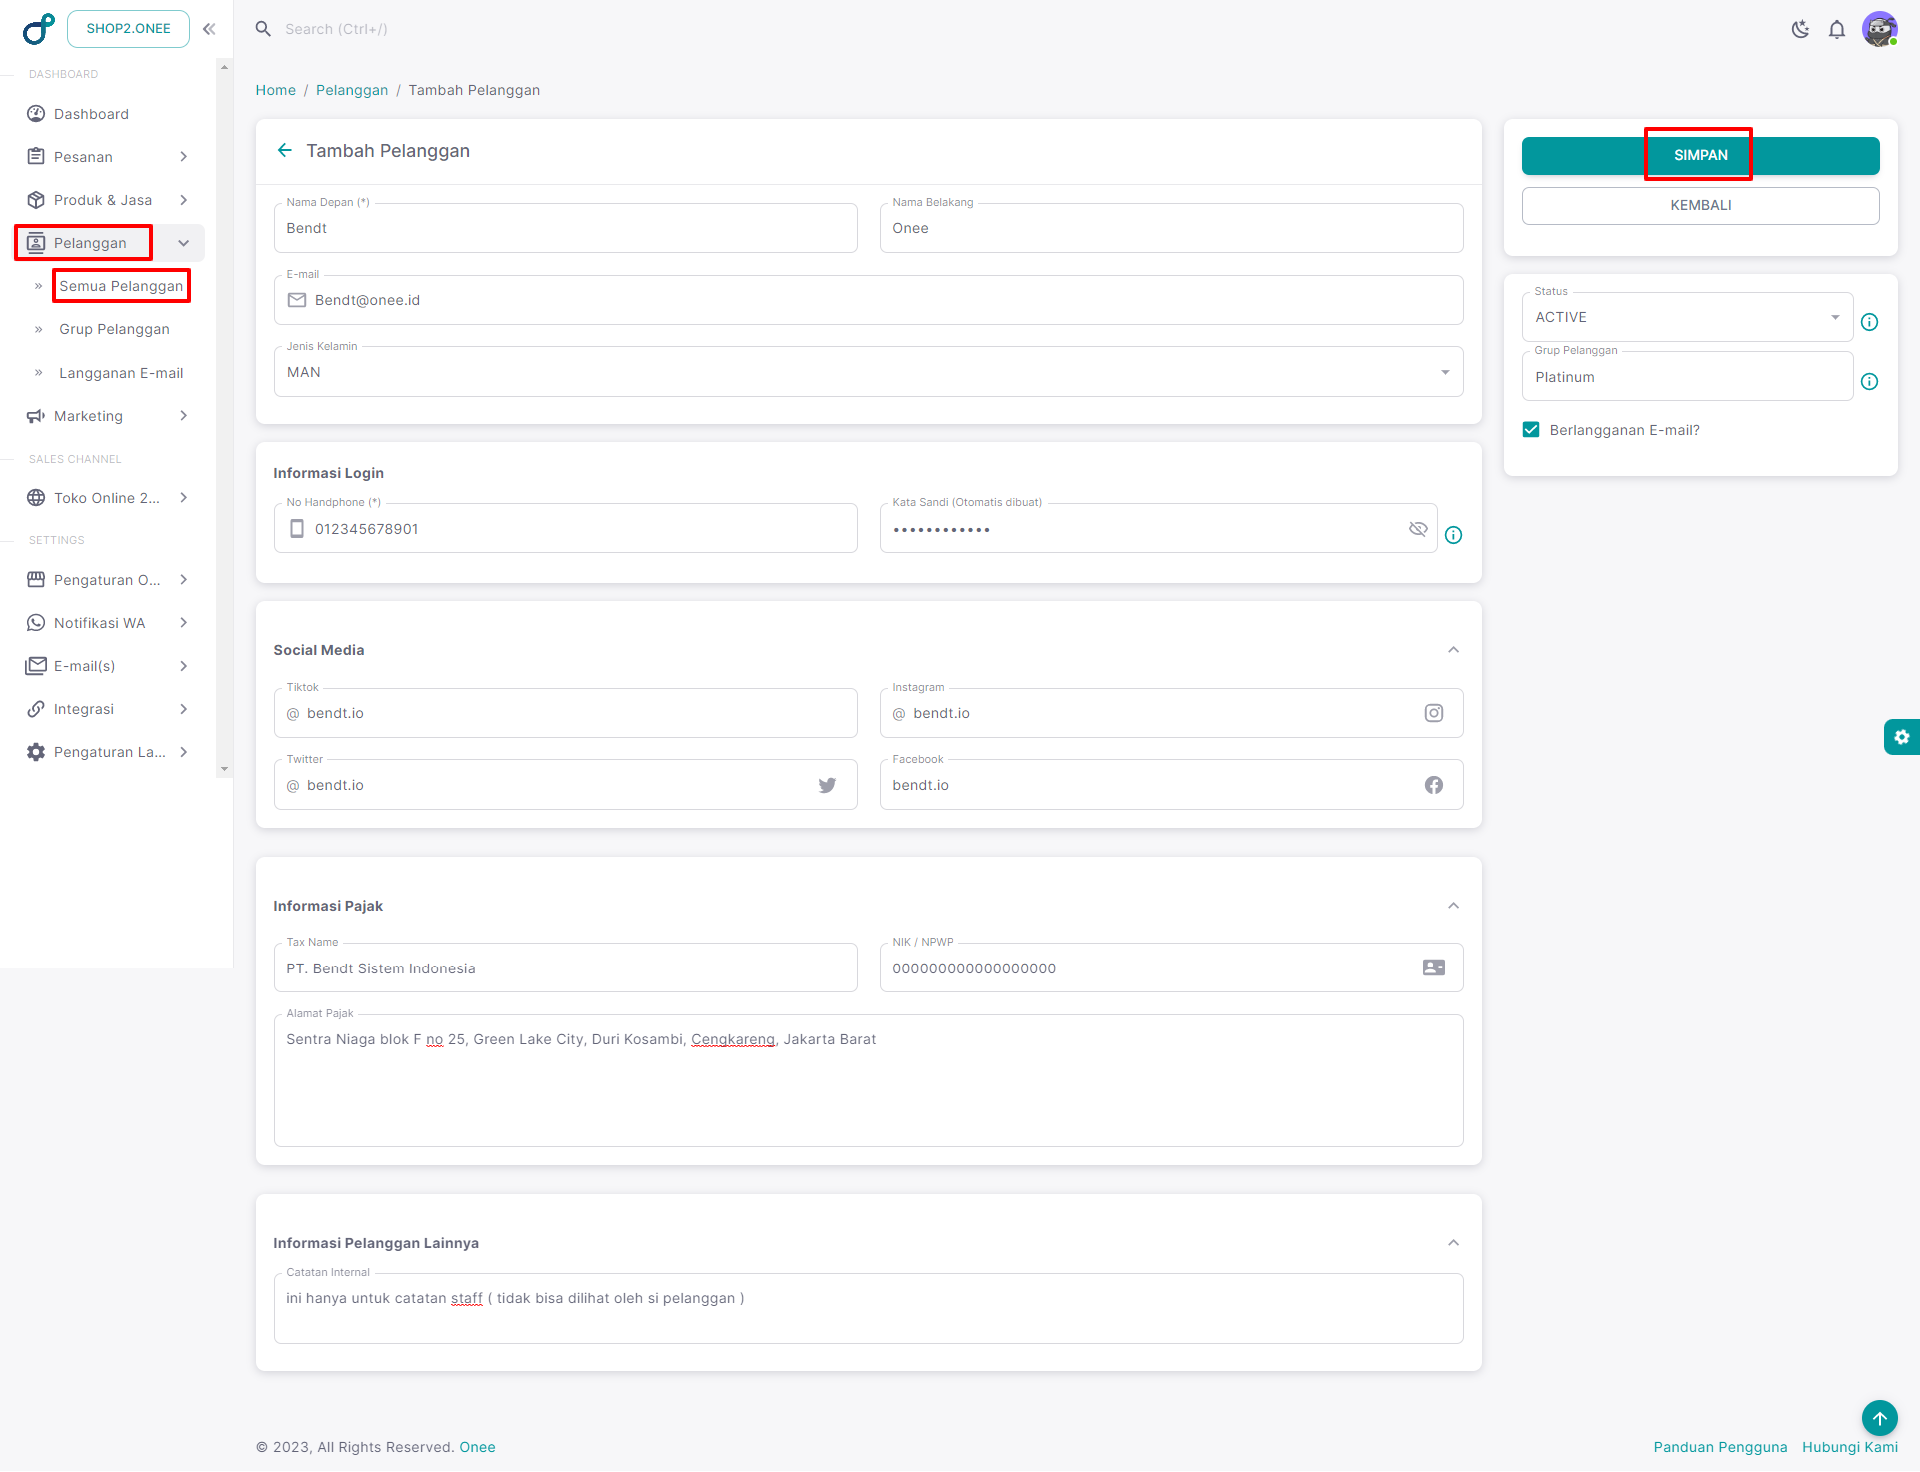 SHOP2.ONEE
Search (Ctrl+/)
DASHBOARD
Dashboard
Pesanan
Produk & Jasa
Pelanggan
» Semua Pelanggan
» Grup Pelanggan
» Langganan E-mail
Marketing
SALES CHANNEL
Toko Online 2...
SETTINGS
Pengaturan O...
Notifikasi WA
E-mail(s)
Integrasi
Pengaturan La...
Home / Pelanggan / Tambah Pelanggan
Tambah Pelanggan
Nama Depan (*)
Bendt
Nama Belakang
Onee
E-mail
Bendt@onee.id
Jenis Kelamin
MAN
Informasi Login
No Handphone (*)
012345678901
Kata Sandi (Otomatis dibuat)
••••••••••••
Social Media
Tiktok
@ bendt.io
Instagram
@ bendt.io
Twitter
@ bendt.io
Facebook
bendt.io
Informasi Pajak
Tax Name
PT. Bendt Sistem Indonesia
NIK / NPWP
000000000000000000
Alamat Pajak
Sentra Niaga blok F no 25, Green Lake City, Duri Kosambi, Cengkareng, Jakarta Barat
Informasi Pelanggan Lainnya
Catatan Internal
ini hanya untuk catatan staff ( tidak bisa dilihat oleh si pelanggan )
SIMPAN
KEMBALI
Status
ACTIVE
Grup Pelanggan
Platinum
Berlangganan E-mail?
© 2023, All Rights Reserved. Onee
Panduan Pengguna Hubungi Kami